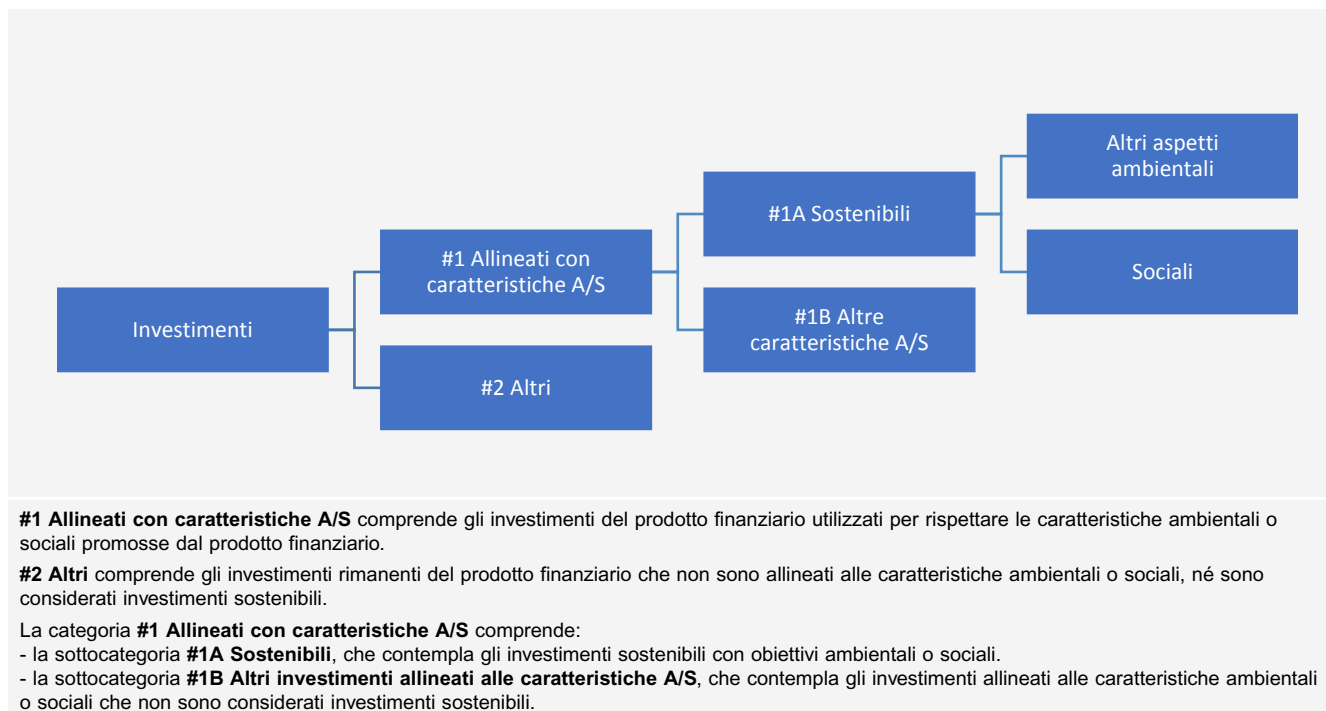 Altri aspetti
ambientali
#1A Sostenibili
#1 Allineati con
caratteristiche A/S
Sociali
Investimenti
#1B Altre
caratteristiche A/S
#2 Altri
#1 Allineati con caratteristiche A/S comprende gli investimenti del prodotto finanziario utilizzati per rispettare le caratteristiche ambientali o
sociali promosse dal prodotto finanziario.
#2 Altri comprende gli investimenti rimanenti del prodotto finanziario che non sono allineati alle caratteristiche ambientali o sociali, né sono
considerati investimenti sostenibili.
La categoria #1 Allineati con caratteristiche A/S comprende:
- la sottocategoria #1A Sostenibili, che contempla gli investimenti sostenibili con obiettivi ambientali o sociali.
- la sottocategoria #1B Altri investimenti allineati alle caratteristiche A/S, che contempla gli investimenti allineati alle caratteristiche ambientali
o sociali che non sono considerati investimenti sostenibili.